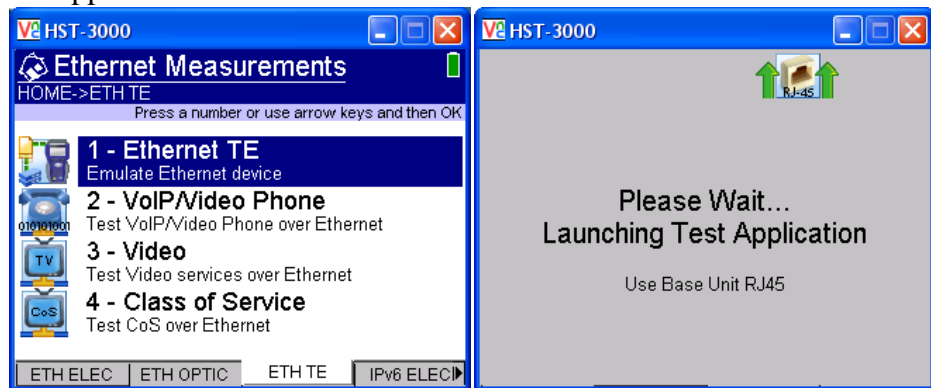 HST-3000
Ethernet Measurements
HOME->ETH TE
Press a number or use arrow keys and then OK
1 - Ethernet TE
Emulate Ethernet device
2 - VoIP/Video Phone
Test VoIP/Video Phone over Ethernet
010101001
TV
3 - Video
Test Video services over Ethernet
CoS
4 - Class of Service
Test CoS over Ethernet
ETH ELEC ETH OPTIC ETH TE IPv6 ELEC
HST-3000
RJ-45
Please Wait...
Launching Test Application
Use Base Unit RJ45